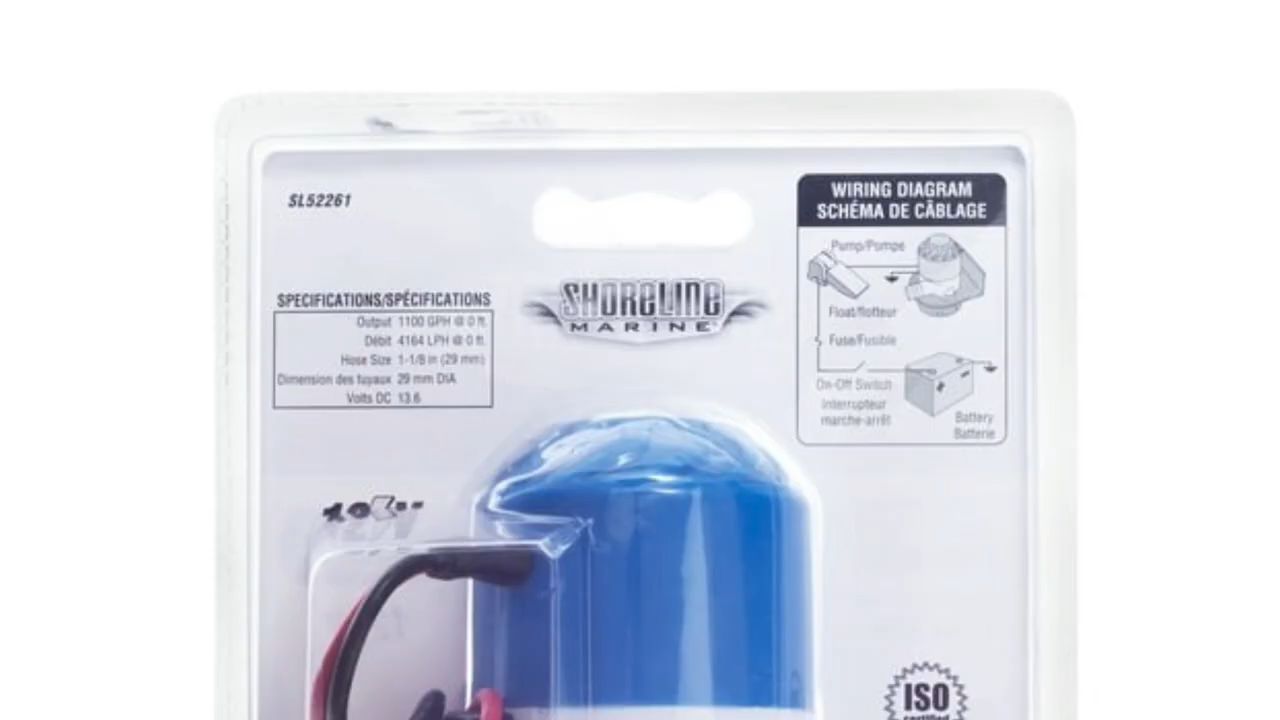 SL52261
SPECIFICATIONS/SPÉCIFICATIONS
Output 1100 GPH @ 0 ft.
Débit 4164 LPH @ 0 ft.
Hose Size 1-1/8 in (29 mm)
Dimension des tuyaux 29 mm DIA.
Volts DC 13.6
SHORELINE
MARINE
WIRING DIAGRAM
SCHÉMA DE CÂBLAGE
Pump/Pompe
Float/flotteur
Fuse/Fusible
On-Off Switch
Interrupteur
marche-arrêt
Battery
Batterie
ISO
certified